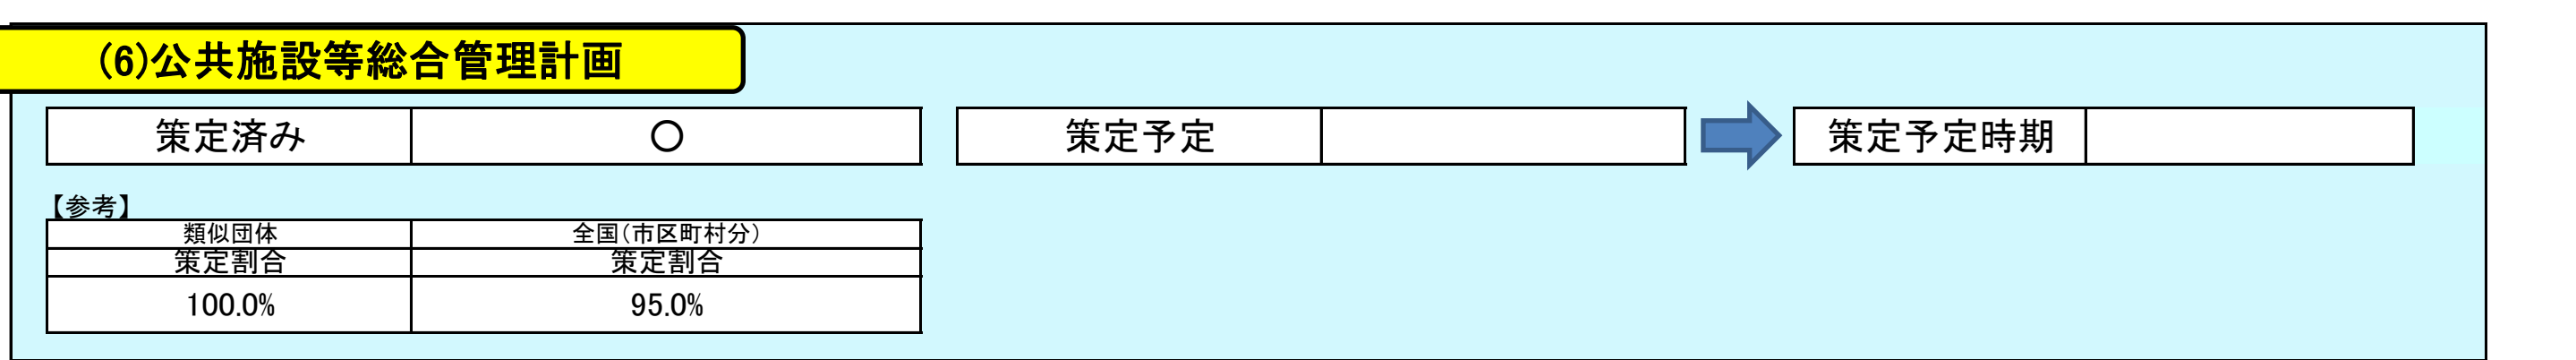 (6)公共施設等総合管理計画
策定済み 〇 策定予定 策定予定時期
【参考】
類似団体 全国（市区町村分）
策定割合 策定割合
100.0% 95.0%